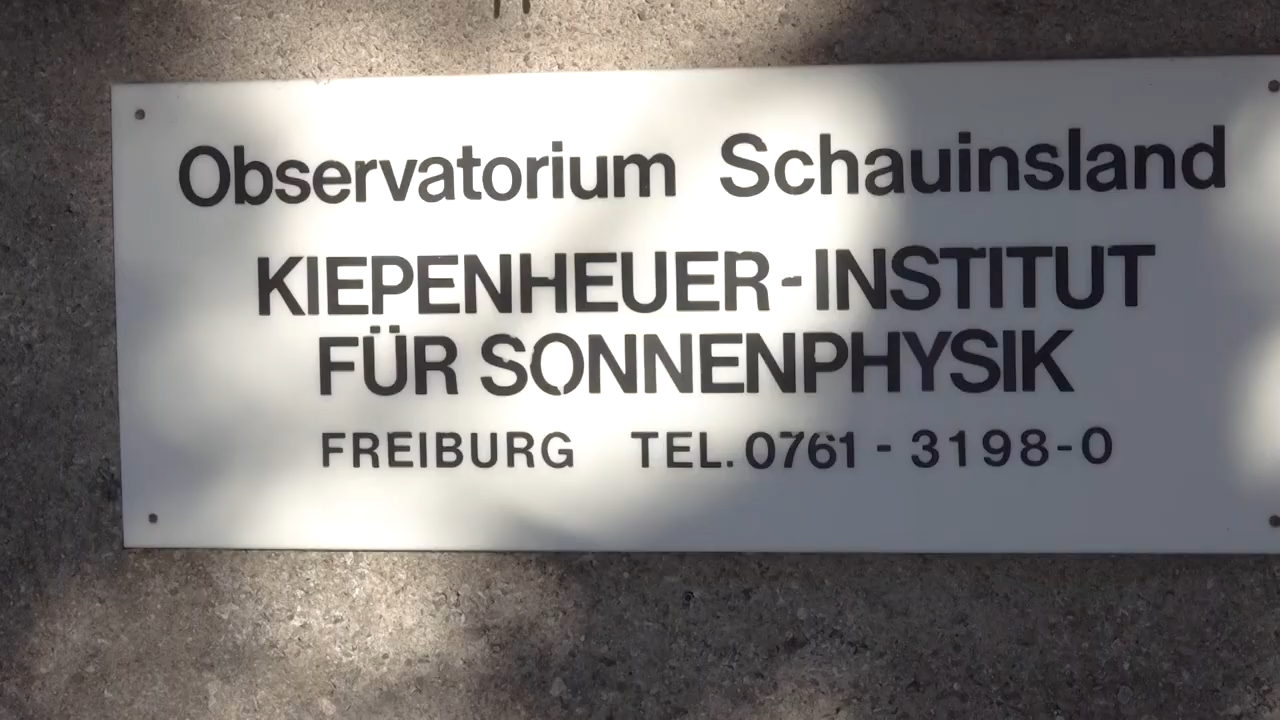 Observatorium Schauinsland
KIEPENHEUER-INSTITUT
FÜR SONNENPHYSIK
FREIBURG TEL. 0761 - 3198-0